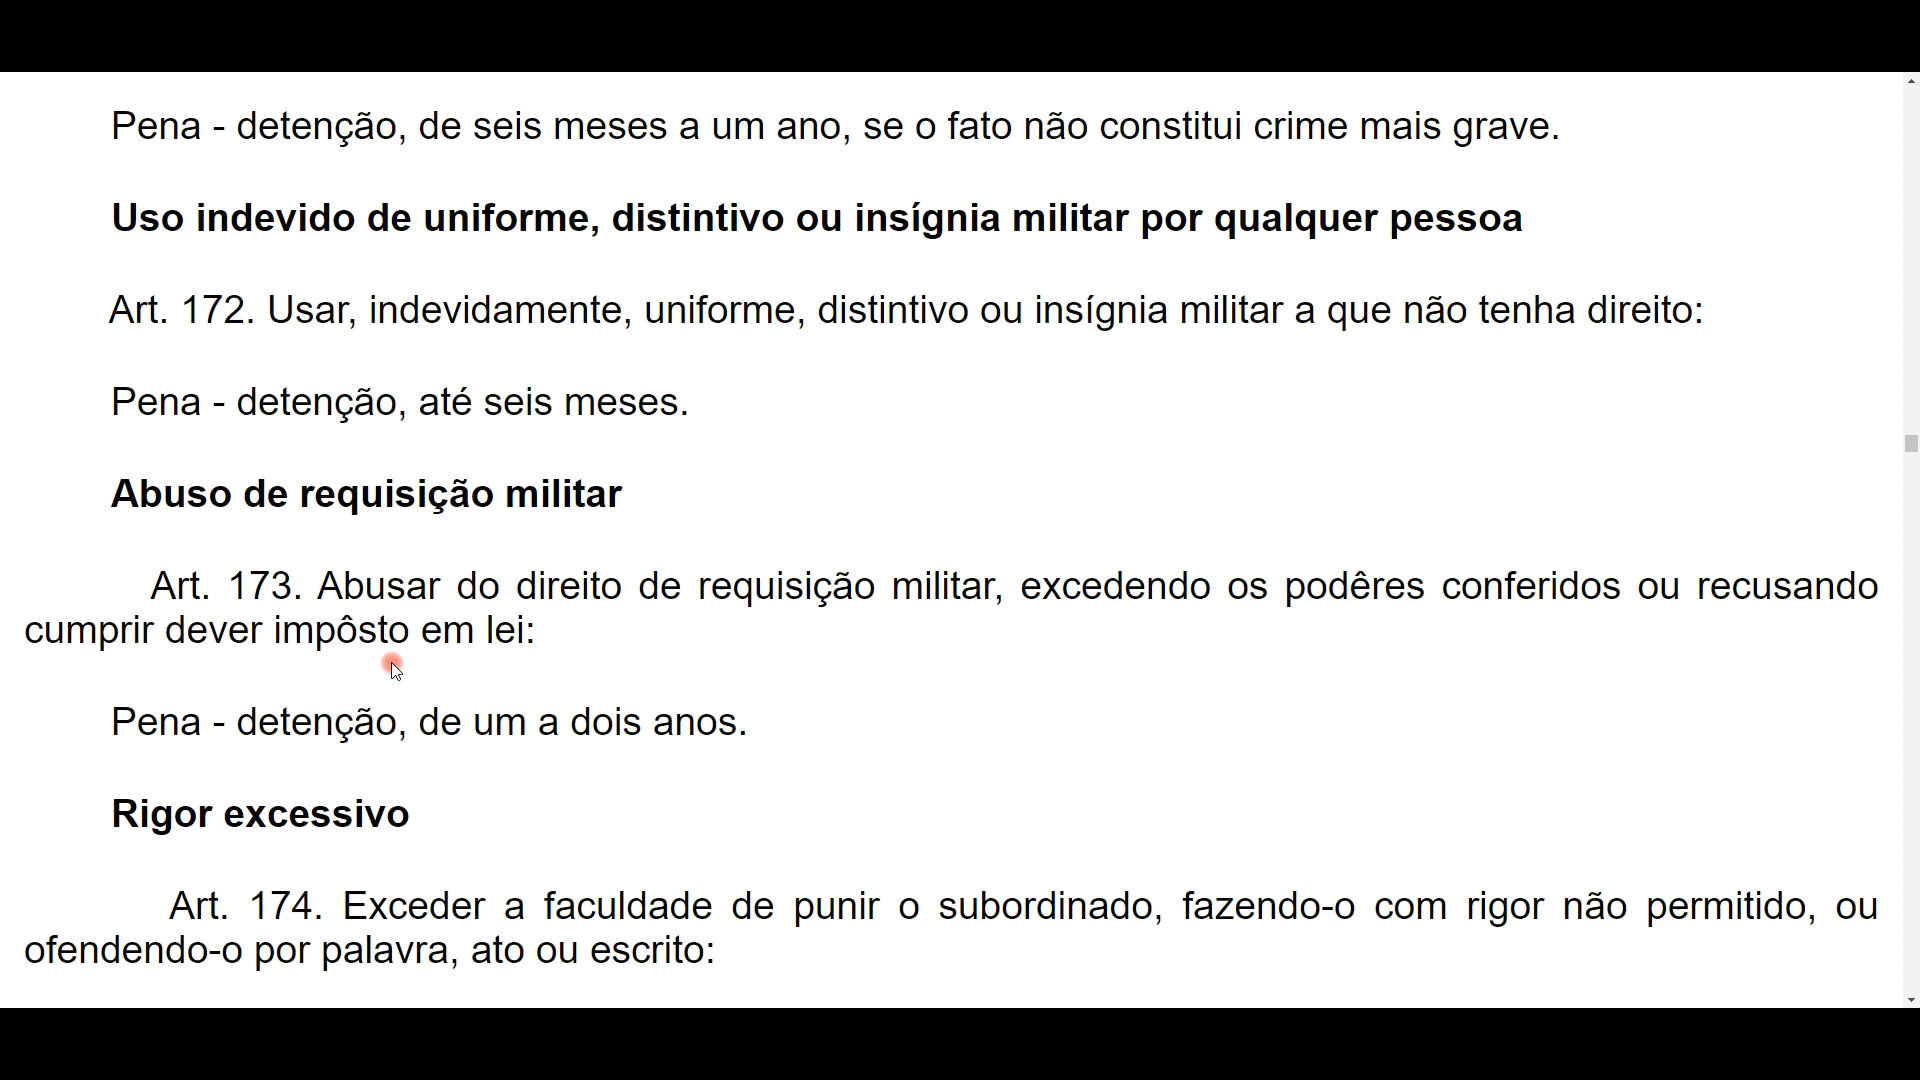 Pena - detenção, de seis meses a um ano, se o fato não constitui crime mais grave.
Uso indevido de uniforme, distintivo ou insígnia militar por qualquer pessoa
Art. 172. Usar, indevidamente, uniforme, distintivo ou insígnia militar a que não tenha direito:
Pena - detenção, até seis meses.
Abuso de requisição militar
Art. 173. Abusar do direito de requisição militar, excedendo os podêres conferidos ou recusando
cumprir dever impôsto em lei:
Pena - detenção, de um a dois anos.
Rigor excessivo
Art. 174. Exceder a faculdade de punir o subordinado, fazendo-o com rigor não permitido, ou
ofendendo-o por palavra, ato ou escrito: